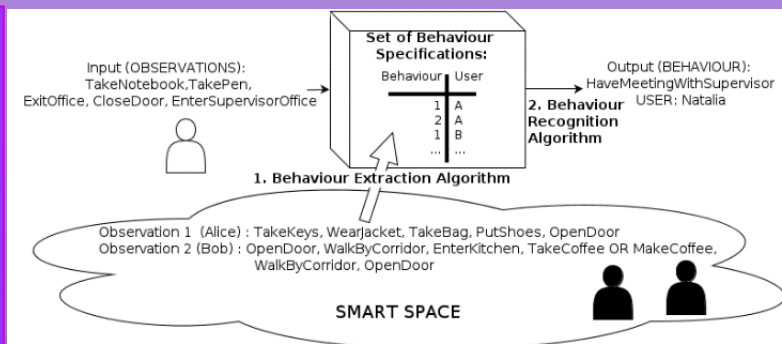 Set of Behaviour
Specifications:
Input (OBSERVATIONS):
TakeNotebook,TakePen,
ExitOffice, CloseDoor, EnterSupervisorOffice
Behaviour User
1 A
2 A
1 B
... ...
Output (BEHAVIOUR):
HaveMeetingWithSupervisor
USER: Natalia
2. Behaviour
Recognition
Algorithm
1. Behaviour Extraction Algorithm
Observation 1 (Alice) : TakeKeys, WearJacket, TakeBag, PutShoes, OpenDoor
Observation 2 (Bob) : OpenDoor, WalkByCorridor, EnterKitchen, TakeCoffee OR MakeCoffee,
WalkByCorridor, OpenDoor
SMART SPACE